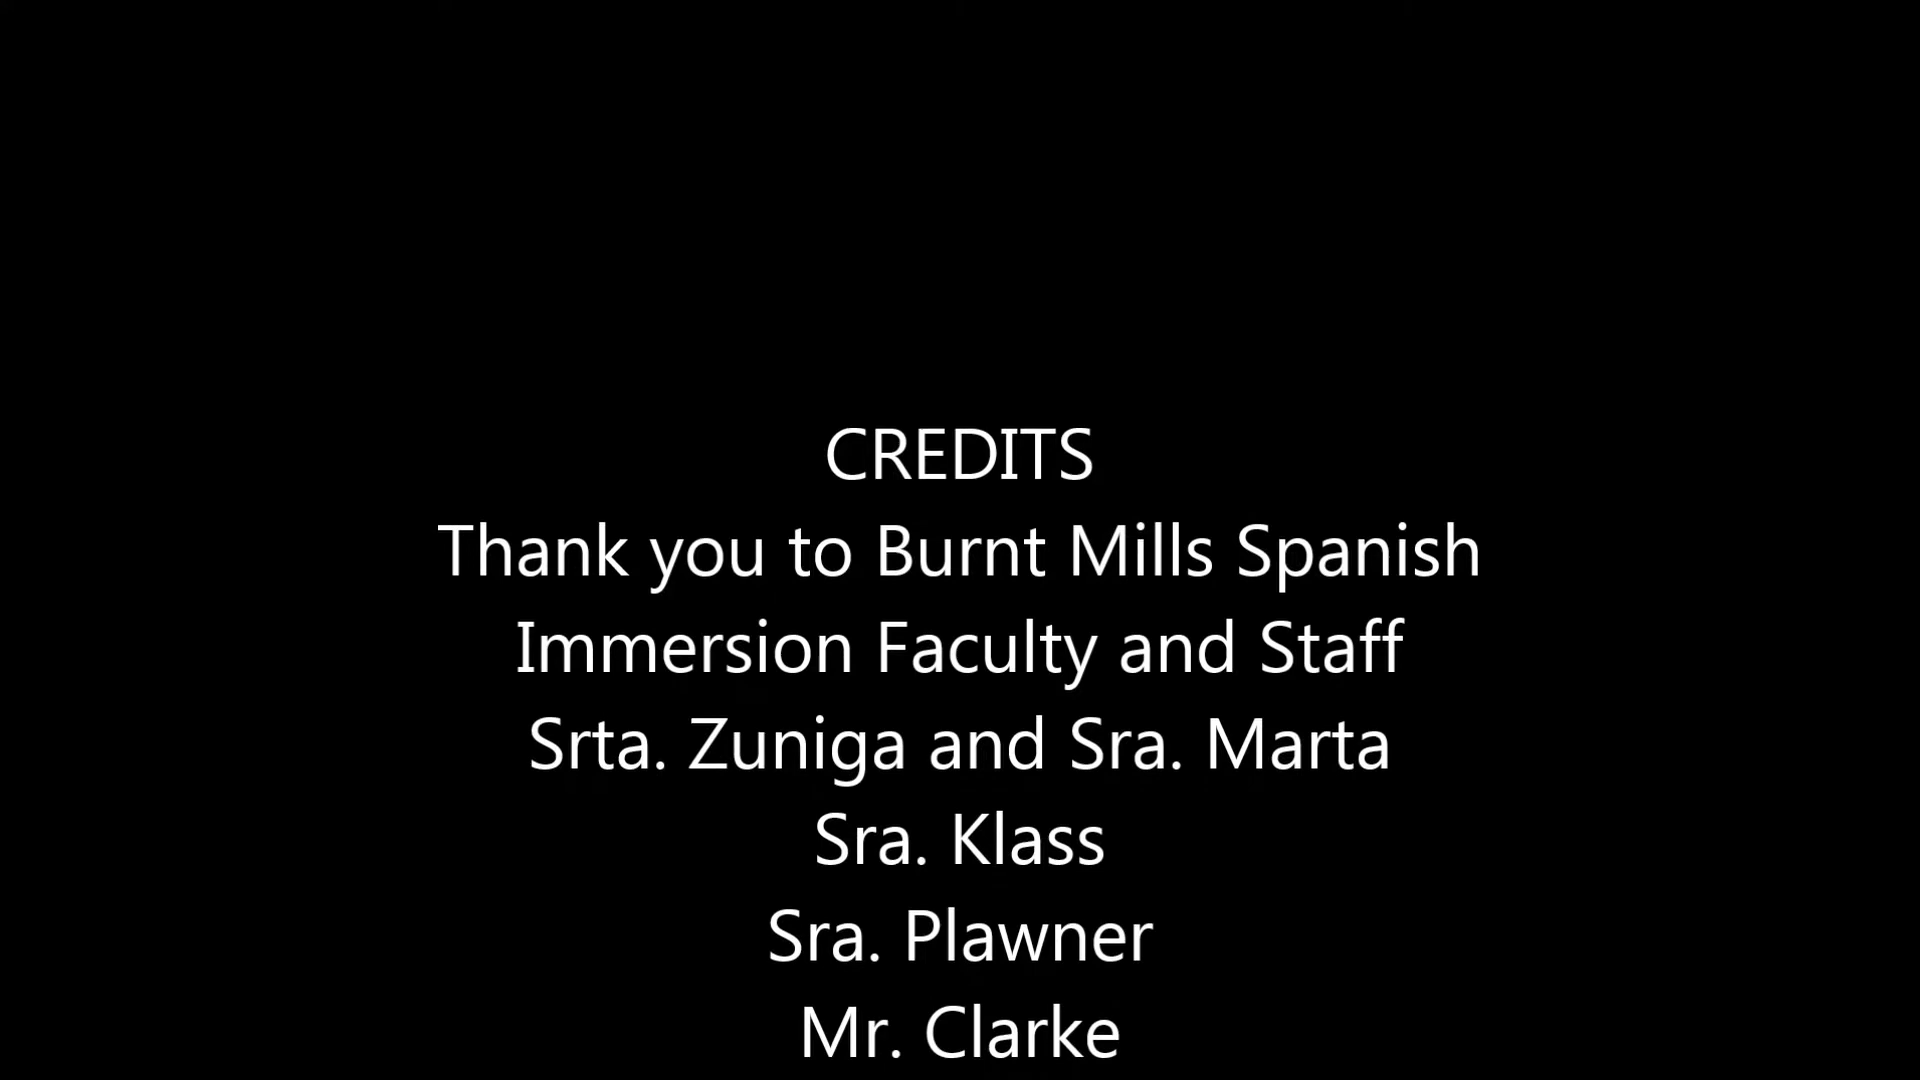 CREDITS
Thank you to Burnt Mills Spanish
Immersion Faculty and Staff
Srta. Zuniga and Sra. Marta
Sra. Klass
Sra. Plawner
Mr. Clarke